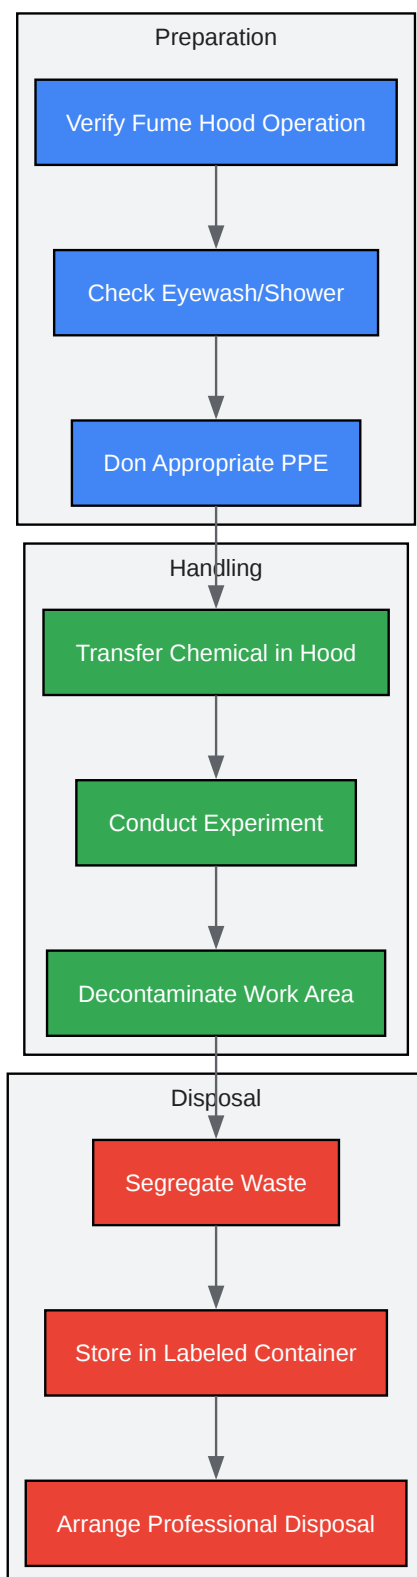 Preparation
Verify Fume Hood Operation
Check Eyewash/Shower
Don Appropriate PPE
Handling
Transfer Chemical in Hood
Conduct Experiment
Decontaminate Work Area
Disposal
Segregate Waste
Store in Labeled Container
Arrange Professional Disposal